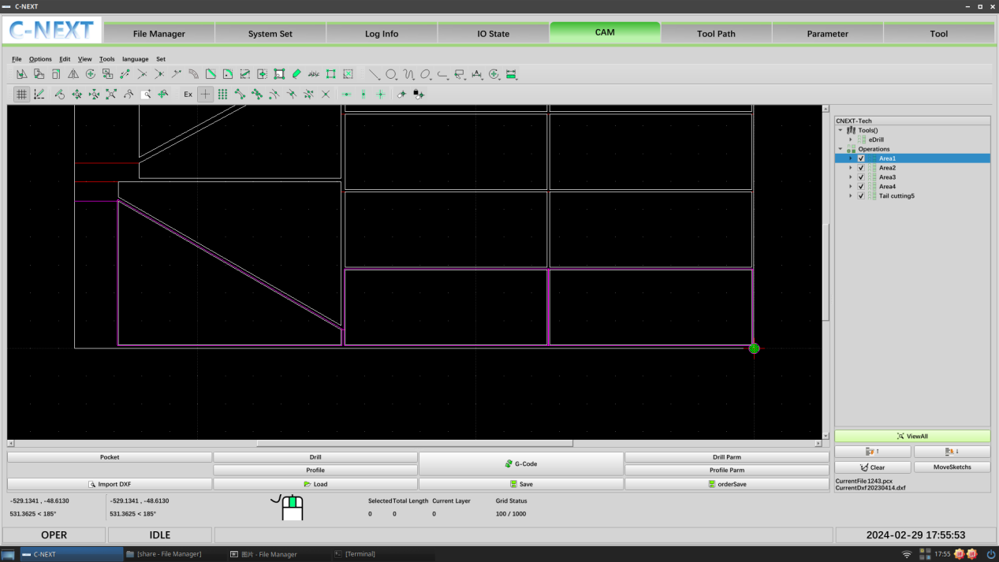 C-NEXT
C-NEXT
File Manager
System Set
Log Info
IO State
CAM
Tool Path
Parameter
Tool
File Options Edit View Tools language Set
Ex
CNEXT-Tech
Tools()
eDrill
Operations
Area1
Area2
Area3
Area4
Tail cutting5
ViewAll
Clear
MoveSketchs
CurrentFile1243.pcx
CurrentDxf20230414.dxf
Pocket
Drill
Profile
G-Code
Drill Parm
Profile Parm
Import DXF
Load
Save
orderSave
-529.1341 , -48.6130
531.3625 < 185°
-529.1341 , -48.6130
531.3625 < 185°
Selected Total Length Current Layer Grid Status
0 0 0 100 / 1000
OPER
IDLE
2024-02-29 17:55:53
C-NEXT
[share - File Manager]
图片 - File Manager
[Terminal]
17:55